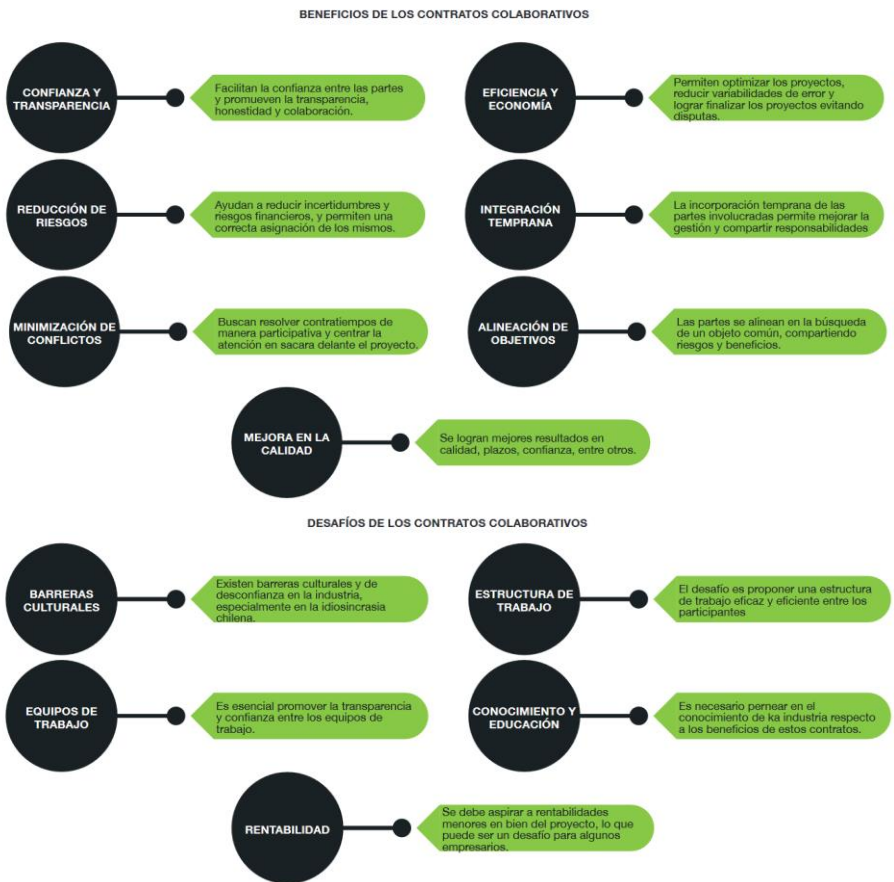 BENEFICIOS DE LOS CONTRATOS COLABORATIVOS
CONFIANZA Y
TRANSPARENCIA
Facilitan la confianza entre las partes
y promueven la transparencia,
honestidad y colaboración.
EFICIENCIA Y
ECONOMÍA
Permiten optimizar los proyectos,
reducir variabilidades de error y
lograr finalizar los proyectos evitando
disputas.
REDUCCIÓN DE
RIESGOS
Ayudan a reducir incertidumbres y
riesgos financieros, y permiten una
correcta asignación de los mismos.
INTEGRACIÓN
TEMPRANA
La incorporación temprana de las
partes involucradas permite mejorar la
gestión y compartir responsabilidades
MINIMIZACIÓN DE
CONFLICTOS
Buscan resolver contratiempos de
manera participativa y centrar la
atención en sacara delante el proyecto.
ALINEACIÓN DE
OBJETIVOS
Las partes se alinean en la búsqueda
de un objeto común, compartiendo
riesgos y beneficios.
MEJORA EN LA
CALIDAD
Se logran mejores resultados en
calidad, plazos, confianza, entre otros.
DESAFÍOS DE LOS CONTRATOS COLABORATIVOS
BARRERAS
CULTURALES
Existen barreras culturales y de
desconfianza en la industria,
especialmente en la idiosincrasia
chilena.
ESTRUCTURA DE
TRABAJO
El desafío es proponer una estructura
de trabajo eficaz y eficiente entre los
participantes
EQUIPOS DE
TRABAJO
Es esencial promover la transparencia
y confianza entre los equipos de
trabajo.
CONOCIMIENTO Y
EDUCACIÓN
Es necesario pernear en el
conocimiento de ka industria respecto
a los beneficios de estos contratos.
RENTABILIDAD
Se debe aspirar a rentabilidades
menores en bien del proyecto, lo que
puede ser un desafío para algunos
empresarios.